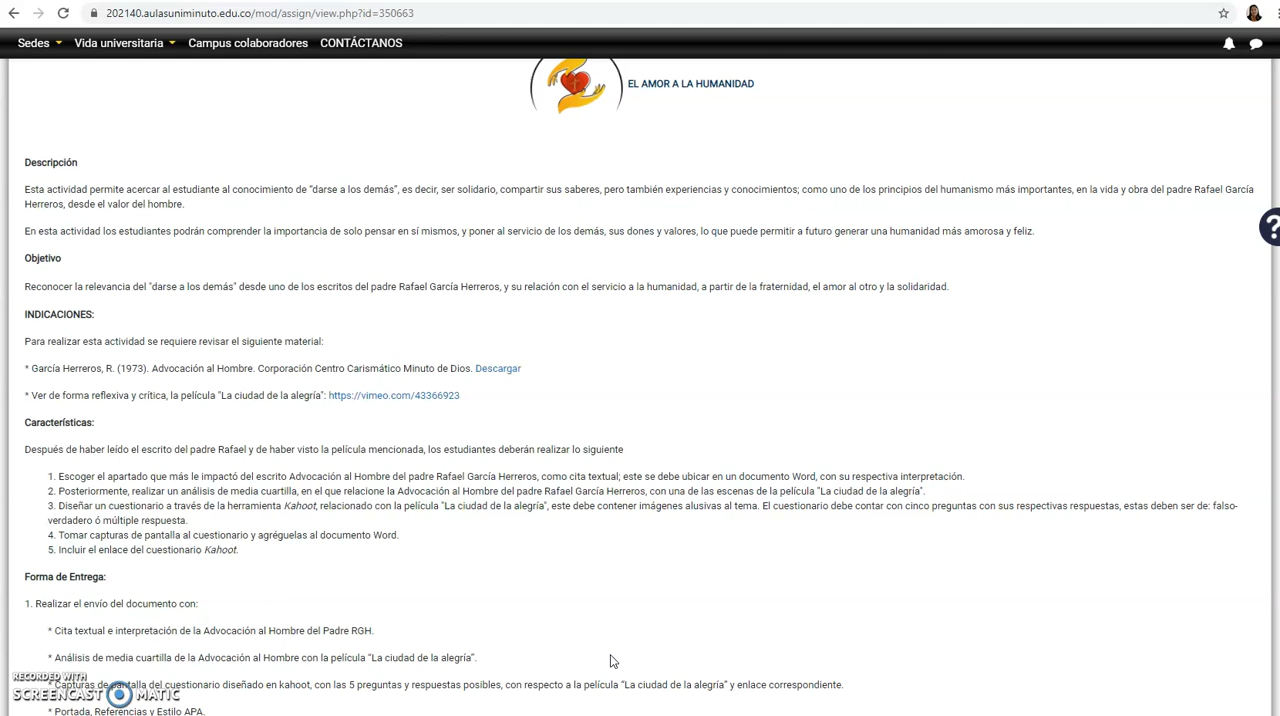 202140.aulasuniminuto.edu.co/mod/assign/view.php?id=350663
Sedes Vida universitaria Campus colaboradores CONTÁCTANOS
EL AMOR A LA HUMANIDAD
Descripción
Esta actividad permite acercar al estudiante al conocimiento de "darse a los demás", es decir, ser solidario, compartir sus saberes, pero también experiencias y conocimientos; como uno de los principios del humanismo más importantes, en la vida y obra del padre Rafael García
Herreros, desde el valor del hombre.
En esta actividad los estudiantes podrán comprender la importancia de solo pensar en sí mismos, y poner al servicio de los demás, sus dones y valores, lo que puede permitir a futuro generar una humanidad más amorosa y feliz.
Objetivo
Reconocer la relevancia del "darse a los demás" desde uno de los escritos del padre Rafael García Herreros, y su relación con el servicio a la humanidad, a partir de la fraternidad, el amor al otro y la solidaridad.
INDICACIONES:
Para realizar esta actividad se requiere revisar el siguiente material:
* García Herreros, R. (1973). Advocación al Hombre. Corporación Centro Carismático Minuto de Dios. Descargar
* Ver de forma reflexiva y crítica, la película "La ciudad de la alegría": https://vimeo.com/43366923
Características:
Después de haber leído el escrito del padre Rafael y de haber visto la película mencionada, los estudiantes deberán realizar lo siguiente
1. Escoger el apartado que más le impactó del escrito Advocación al Hombre del padre Rafael García Herreros, como cita textual; este se debe ubicar en un documento Word, con su respectiva interpretación.
2. Posteriormente, realizar un análisis de media cuartilla, en el que relacione la Advocación al Hombre del padre Rafael García Herreros, con una de las escenas de la película "La ciudad de la alegría".
3. Diseñar un cuestionario a través de la herramienta Kahoot, relacionado con la película "La ciudad de la alegría", este debe contener imágenes alusivas al tema. El cuestionario debe contar con cinco preguntas con sus respectivas respuestas, estas deben ser de: falso-
verdadero ó múltiple respuesta.
4. Tomar capturas de pantalla al cuestionario y agréguelas al documento Word.
5. Incluir el enlace del cuestionario Kahoot.
Forma de Entrega:
1. Realizar el envío del documento con:
* Cita textual e interpretación de la Advocación al Hombre del Padre RGH.
* Análisis de media cuartilla de la Advocación al Hombre con la película "La ciudad de la alegría".
* Capturas de pantalla del cuestionario diseñado en kahoot, con las 5 preguntas y respuestas posibles, con respecto a la película "La ciudad de la alegría" y enlace correspondiente.
* Portada, Referencias y Estilo APA.
RECORDED WITH
SCREENCAST MATIC